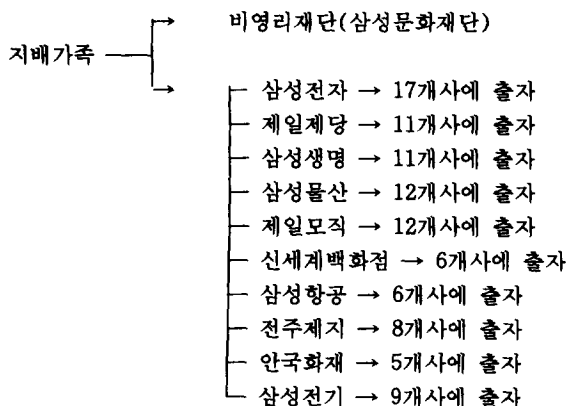 비영리재단(삼성문화재단)
지배가족
삼성전자 → 17개사에 출자
제일제당 → 11개사에 출자
삼성생명 → 11개사에 출자
삼성물산 → 12개사에 출자
제일모직 → 12개사에 출자
신세계백화점 → 6개사에 출자
삼성항공 → 6개사에 출자
전주제지 → 8개사에 출자
안국화재 → 5개사에 출자
삼성전기 → 9개사에 출자